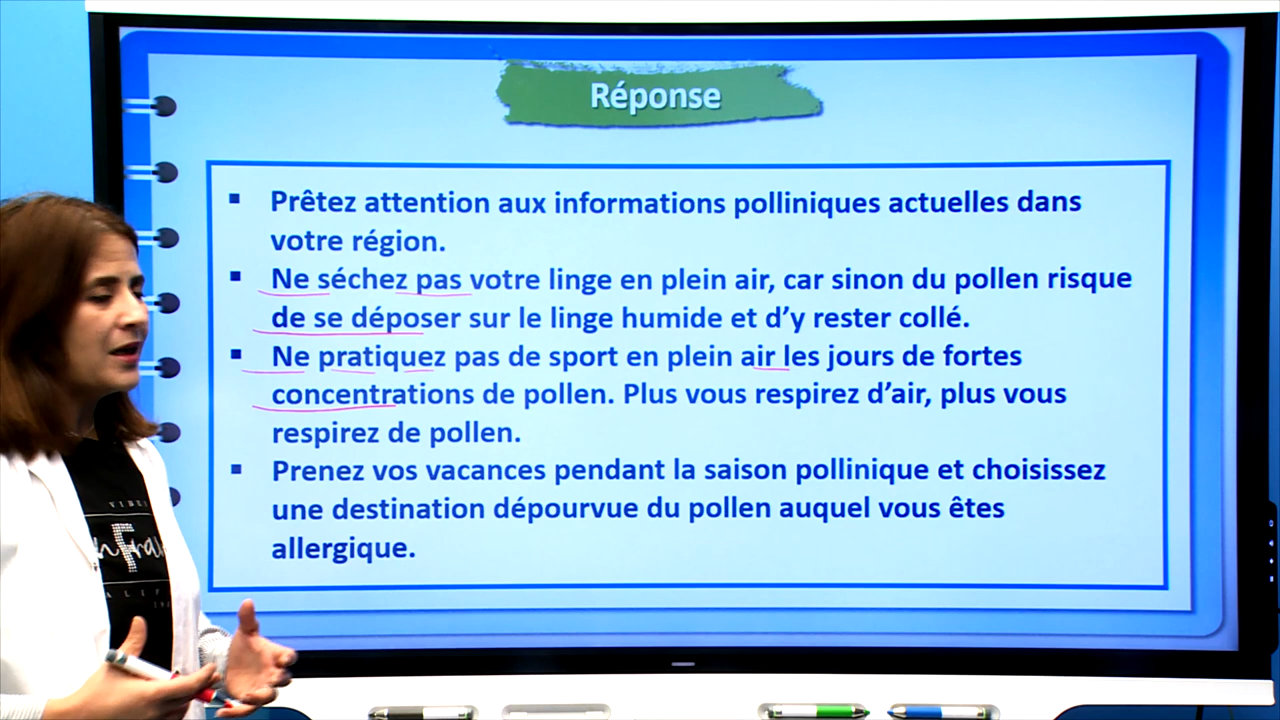 Réponse
▪ Prêtez attention aux informations polliniques actuelles dans
votre région.
▪ Ne séchez pas votre linge en plein air, car sinon du pollen risque
de se déposer sur le linge humide et d’y rester collé.
▪ Ne pratiquez pas de sport en plein air les jours de fortes
concentrations de pollen. Plus vous respirez d’air, plus vous
respirez de pollen.
▪ Prenez vos vacances pendant la saison pollinique et choisissez
une destination dépourvue du pollen auquel vous êtes
allergique.